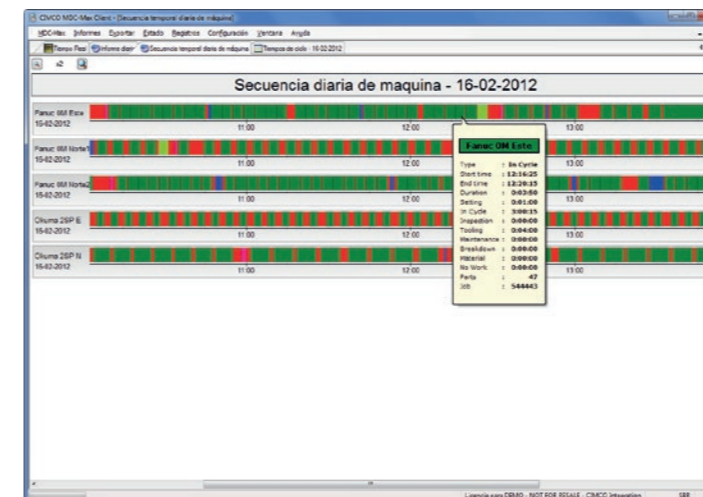 CIMCO MDC-Max Client - [Secuencia temporal diaria de máquina]
MDC-Max Informes Exportar Estado Registros Configuración Ventana Ayuda
Tiempo Real Informe diario Secuencia temporal diaria de máquina Tiempos de ciclo - 16-02-2012
x2
Secuencia diaria de maquina - 16-02-2012
Fanuc 0M Este
16-02-2012
11:00 12:00 13:00
Fanuc 0M Norte1
16-02-2012
11:00 12:00 13:00
Fanuc 0M Norte2
16-02-2012
11:00 12:00 13:00
Okuma 2SP E
16-02-2012
11:00 12:00 13:00
Okuma 2SP N
16-02-2012
11:00 12:00 13:00
Fanuc 0M Este
Type : In Cycle
Start time : 12:16:25
End time : 12:20:15
Duration : 0:03:50
Setting : 0:01:00
In Cycle : 3:00:15
Inspection : 0:00:00
Tooling : 0:04:00
Maintenance : 0:00:00
Breakdown : 0:00:00
Material : 0:00:00
No Work : 0:00:00
Parts : 47
Job : 544443
Licencia para DEMO - NOT FOR RESALE - CIMCO Integration